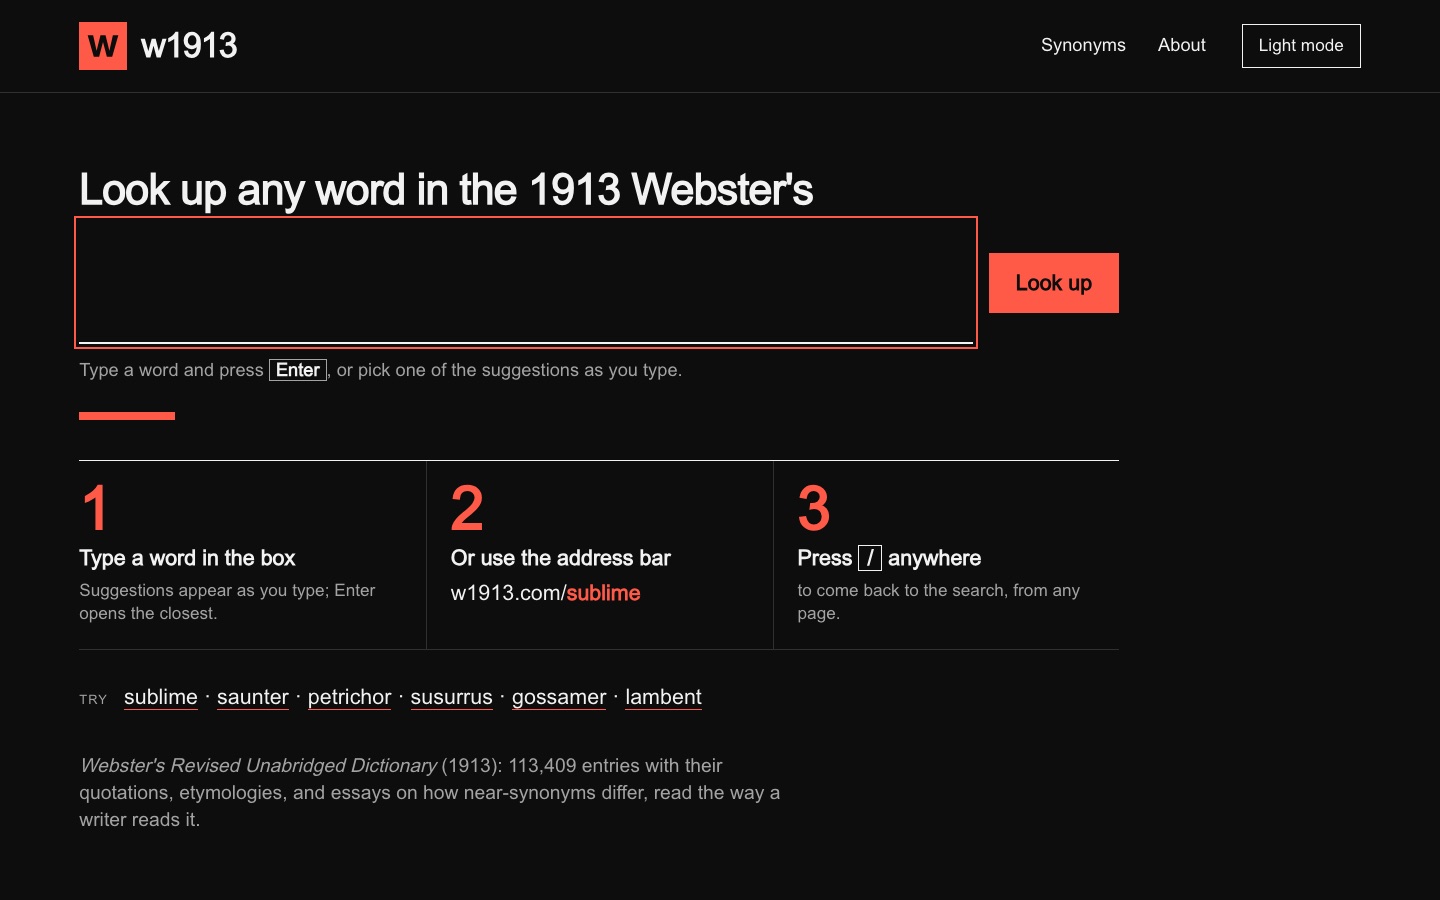 W w1913
Synonyms About Light mode
Look up any word in the 1913 Webster's
Look up
Type a word and press Enter, or pick one of the suggestions as you type.
1
Type a word in the box
Suggestions appear as you type; Enter
opens the closest.
2
Or use the address bar
w1913.com/sublime
3
Press / anywhere
to come back to the search, from any
page.
TRY sublime · saunter · petrichor · susurrus · gossamer · lambent
Webster's Revised Unabridged Dictionary (1913): 113,409 entries with their
quotations, etymologies, and essays on how near-synonyms differ, read the way a
writer reads it.